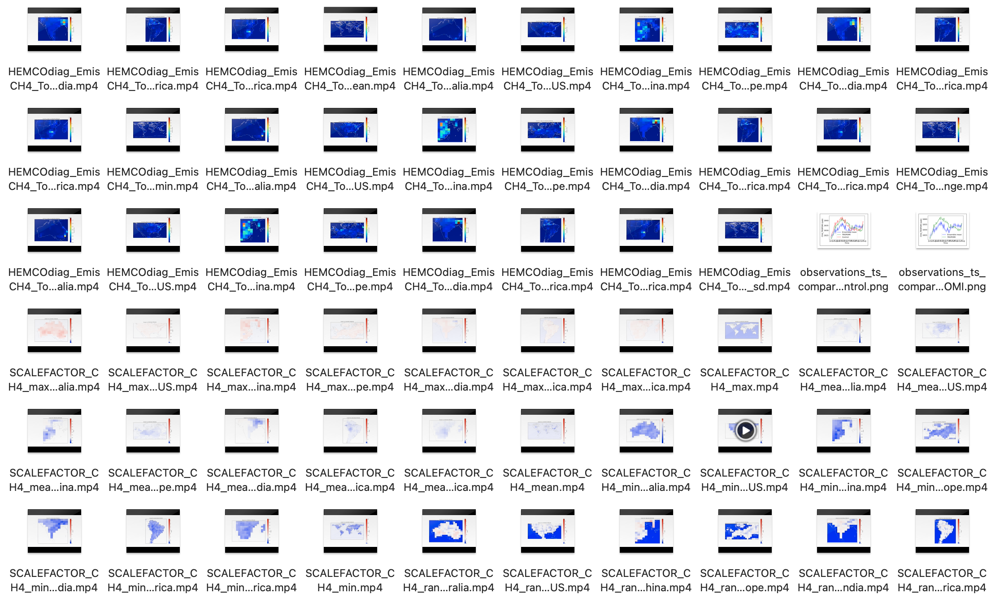 HEMCOdiag_Emis HEMCOdiag_Emis HEMCOdiag_Emis HEMCOdiag_Emis HEMCOdiag_Emis HEMCOdiag_Emis HEMCOdiag_Emis HEMCOdiag_Emis HEMCOdiag_Emis HEMCOdiag_Emis
CH4_To...dia.mp4 CH4_To...rica.mp4 CH4_To...rica.mp4 CH4_To...ean.mp4 CH4_To...alia.mp4 CH4_To...US.mp4 CH4_To...ina.mp4 CH4_To...pe.mp4 CH4_To...dia.mp4 CH4_To...rica.mp4
HEMCOdiag_Emis HEMCOdiag_Emis HEMCOdiag_Emis HEMCOdiag_Emis HEMCOdiag_Emis HEMCOdiag_Emis HEMCOdiag_Emis HEMCOdiag_Emis HEMCOdiag_Emis HEMCOdiag_Emis
CH4_To...rica.mp4 CH4_To...min.mp4 CH4_To...alia.mp4 CH4_To...US.mp4 CH4_To...ina.mp4 CH4_To...pe.mp4 CH4_To...dia.mp4 CH4_To...rica.mp4 CH4_To...rica.mp4 CH4_To...nge.mp4
HEMCOdiag_Emis HEMCOdiag_Emis HEMCOdiag_Emis HEMCOdiag_Emis HEMCOdiag_Emis HEMCOdiag_Emis HEMCOdiag_Emis HEMCOdiag_Emis observations_ts_ observations_ts_
CH4_To...alia.mp4 CH4_To...US.mp4 CH4_To...ina.mp4 CH4_To...pe.mp4 CH4_To...dia.mp4 CH4_To...rica.mp4 CH4_To...rica.mp4 CH4_To..._sd.mp4 compar...ntrol.png compar...OMI.png
SCALEFACTOR_C SCALEFACTOR_C SCALEFACTOR_C SCALEFACTOR_C SCALEFACTOR_C SCALEFACTOR_C SCALEFACTOR_C SCALEFACTOR_C SCALEFACTOR_C SCALEFACTOR_C
H4_max...alia.mp4 H4_max...US.mp4 H4_max...ina.mp4 H4_max...pe.mp4 H4_max...dia.mp4 H4_max...ica.mp4 H4_max...ica.mp4 H4_max.mp4 H4_mea...lia.mp4 H4_mea...US.mp4
SCALEFACTOR_C SCALEFACTOR_C SCALEFACTOR_C SCALEFACTOR_C SCALEFACTOR_C SCALEFACTOR_C SCALEFACTOR_C SCALEFACTOR_C SCALEFACTOR_C SCALEFACTOR_C
H4_mea...ina.mp4 H4_mea...pe.mp4 H4_mea...dia.mp4 H4_mea...ica.mp4 H4_mea...ica.mp4 H4_mean.mp4 H4_min...alia.mp4 H4_min...US.mp4 H4_min...ina.mp4 H4_min...ope.mp4
SCALEFACTOR_C SCALEFACTOR_C SCALEFACTOR_C SCALEFACTOR_C SCALEFACTOR_C SCALEFACTOR_C SCALEFACTOR_C SCALEFACTOR_C SCALEFACTOR_C SCALEFACTOR_C
H4_min...dia.mp4 H4_min...rica.mp4 H4_min...rica.mp4 H4_min.mp4 H4_ran...ralia.mp4 H4_ran...US.mp4 H4_ran...hina.mp4 H4_ran...ope.mp4 H4_ran...ndia.mp4 H4_ran...rica.mp4